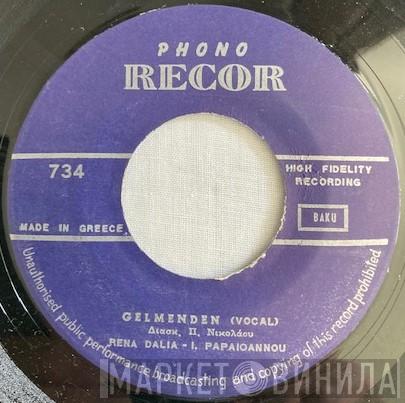 PHONO
RECOR
734
HIGH FIDELITY
RECORDING
MADE IN GREECE
BAKU
GELMENDEN (VOCAL)
Διασκ. Π. Νικολάου
RENA DALIA - I. PAPAIOANNOU
Unauthorised public performance broadcasting and copying of this record prohibited
МАРКЕТ ВИНИЛА